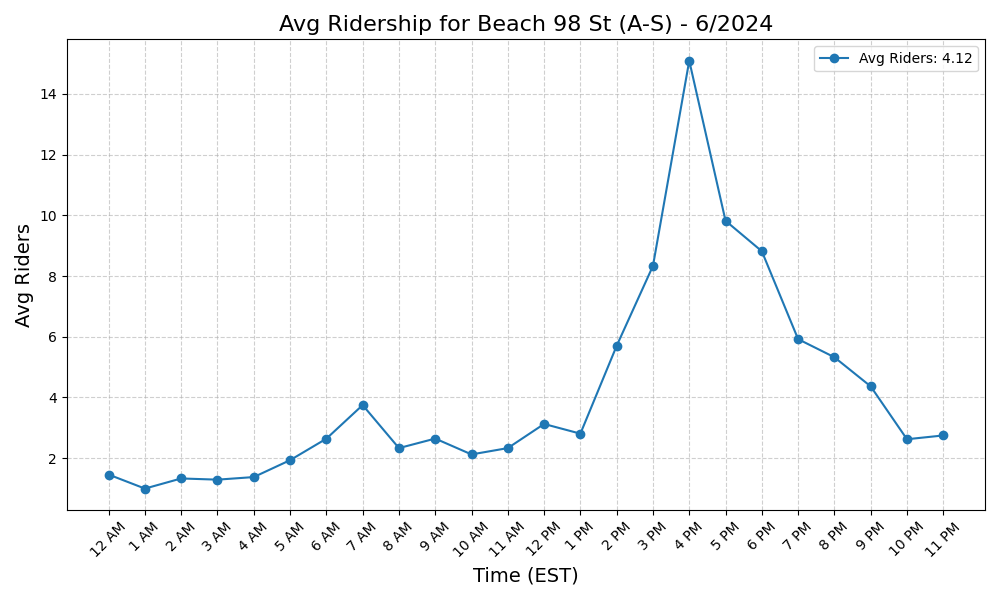 Avg Ridership for Beach 98 St (A-S) - 6/2024
Avg Riders: 4.12
Avg Riders
14
12
10
8
6
4
2
12 AM
1 AM
2 AM
3 AM
4 AM
5 AM
6 AM
7 AM
8 AM
9 AM
10 AM
11 AM
12 PM
1 PM
2 PM
3 PM
4 PM
5 PM
6 PM
7 PM
8 PM
9 PM
10 PM
11 PM
Time (EST)